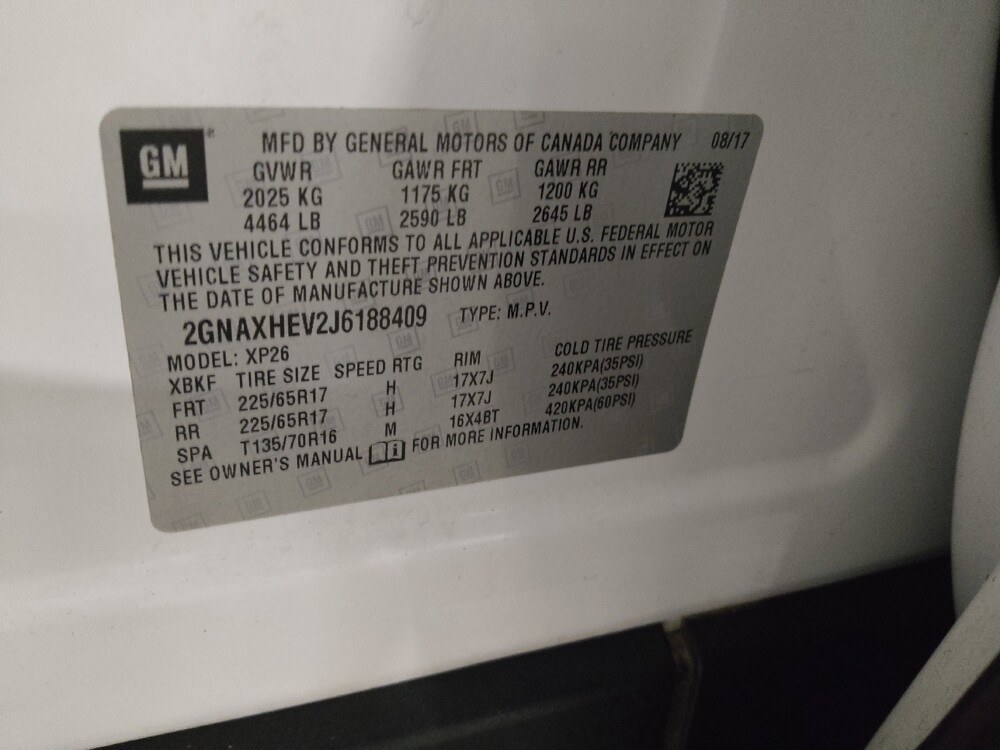 GM ®
MFD BY GENERAL MOTORS OF CANADA COMPANY 08/17
GVWR GAWR FRT GAWR RR
2025 KG 1175 KG 1200 KG
4464 LB 2590 LB 2645 LB
THIS VEHICLE CONFORMS TO ALL APPLICABLE U.S. FEDERAL MOTOR
VEHICLE SAFETY AND THEFT PREVENTION STANDARDS IN EFFECT ON
THE DATE OF MANUFACTURE SHOWN ABOVE.
2GNAXHEV2J6188409 TYPE: M.P.V.
MODEL: XP26
XBKF TIRE SIZE SPEED RTG RIM COLD TIRE PRESSURE
FRT 225/65R17 H 17X7J 240KPA(35PSI)
RR 225/65R17 H 17X7J 240KPA(35PSI)
SPA T135/70R16 M 16X4BT 420KPA(60PSI)
SEE OWNER'S MANUAL FOR MORE INFORMATION.